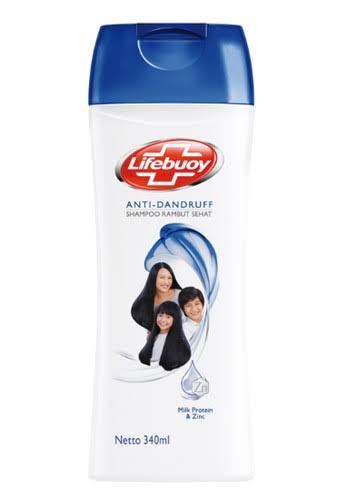 Lifebuoy
ANTI-DANDRUFF
SHAMPOO RAMBUT SEHAT
Zn
Milk Protein
& Zinc
Netto 340ml